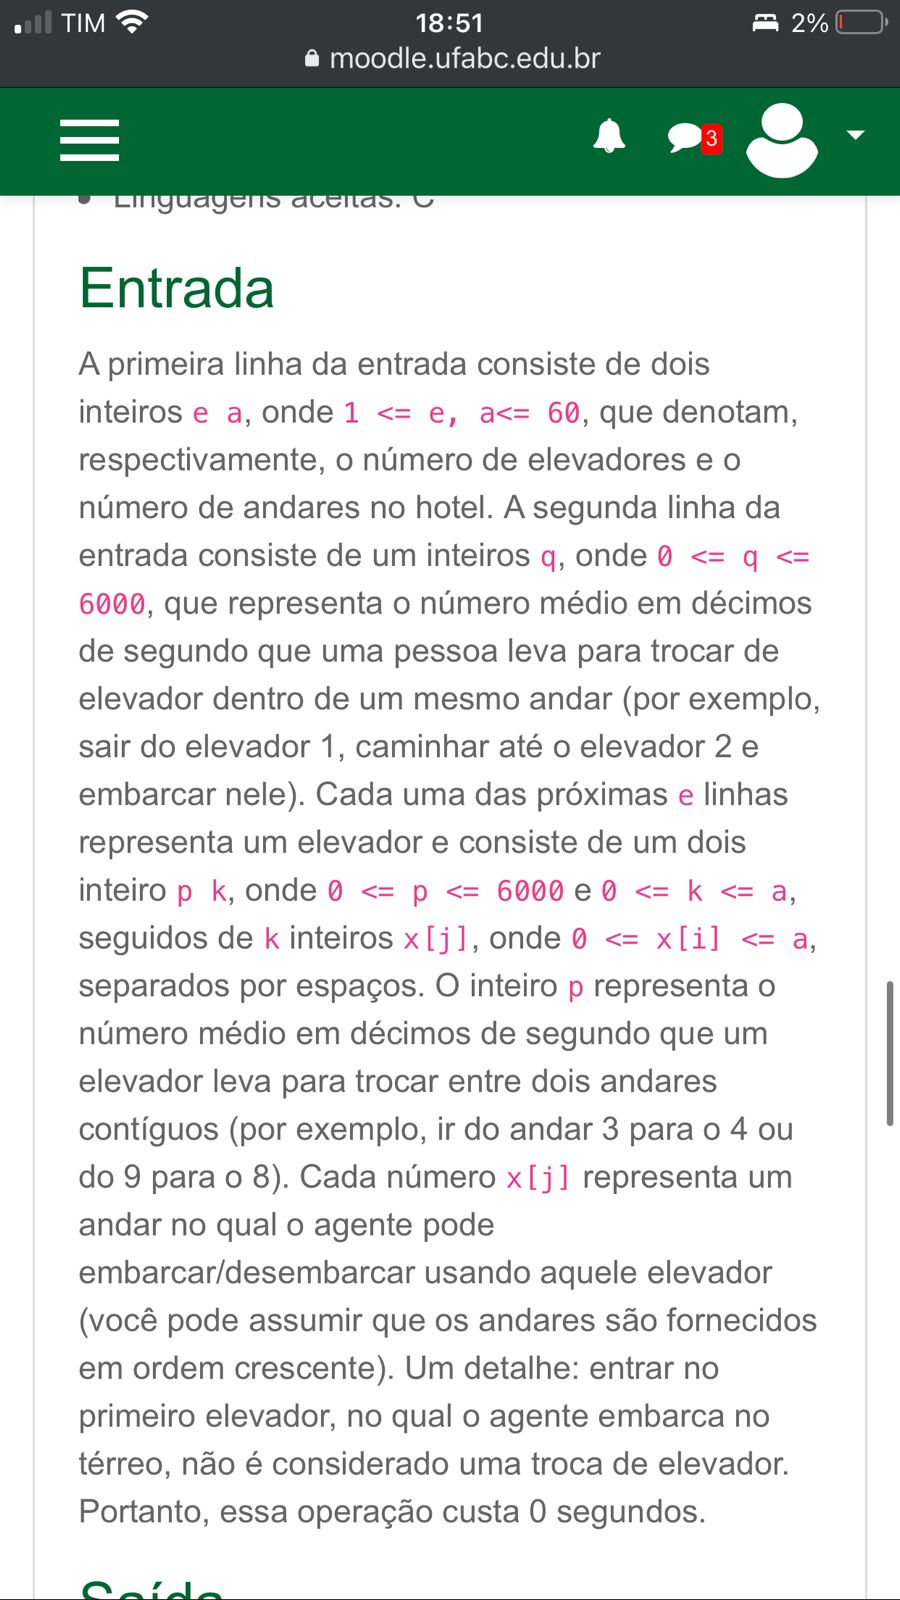 TIM 18:51 2%
moodle.ufabc.edu.br
3
Linguagens aceitas: C
Entrada
A primeira linha da entrada consiste de dois
inteiros e a, onde 1 <= e, a<= 60, que denotam,
respectivamente, o número de elevadores e o
número de andares no hotel. A segunda linha da
entrada consiste de um inteiros q, onde 0 <= q <=
6000, que representa o número médio em décimos
de segundo que uma pessoa leva para trocar de
elevador dentro de um mesmo andar (por exemplo,
sair do elevador 1, caminhar até o elevador 2 e
embarcar nele). Cada uma das próximas e linhas
representa um elevador e consiste de um dois
inteiro p k, onde 0 <= p <= 6000 e 0 <= k <= a,
seguidos de k inteiros x[j], onde 0 <= x[i] <= a,
separados por espaços. O inteiro p representa o
número médio em décimos de segundo que um
elevador leva para trocar entre dois andares
contíguos (por exemplo, ir do andar 3 para o 4 ou
do 9 para o 8). Cada número x[j] representa um
andar no qual o agente pode
embarcar/desembarcar usando aquele elevador
(você pode assumir que os andares são fornecidos
em ordem crescente). Um detalhe: entrar no
primeiro elevador, no qual o agente embarca no
térreo, não é considerado uma troca de elevador.
Portanto, essa operação custa 0 segundos.
Saída